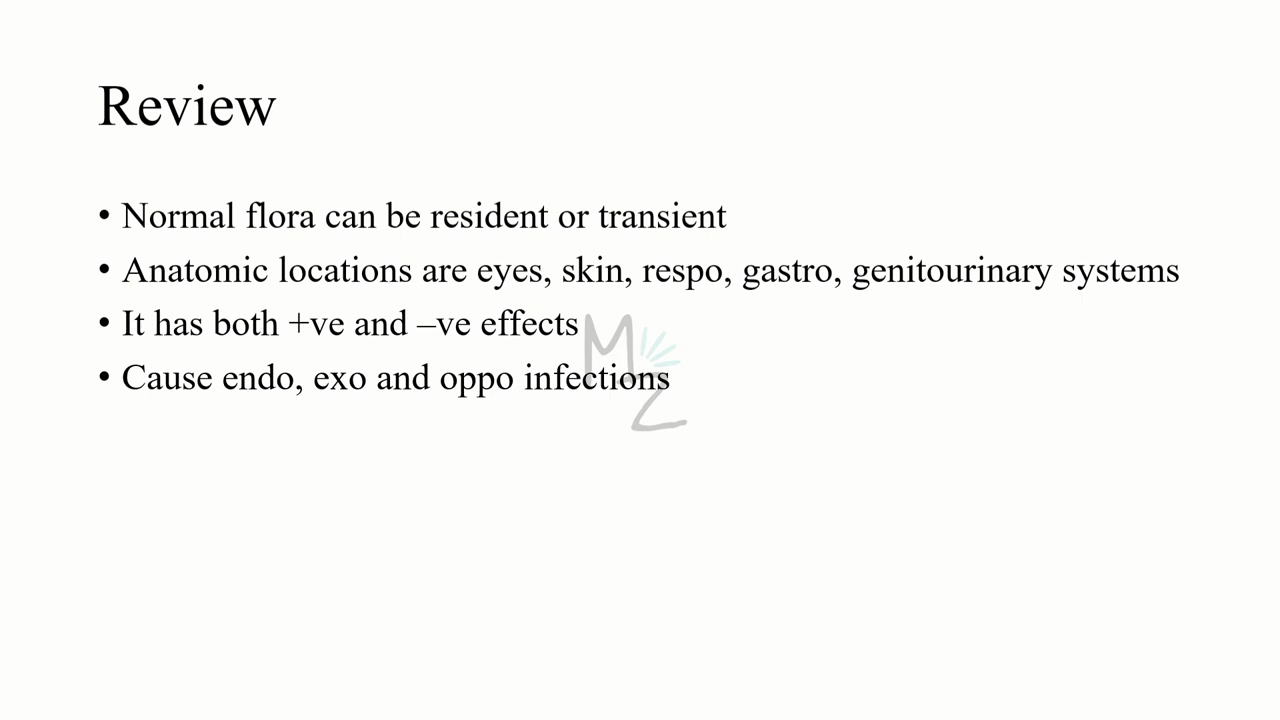 Review
• Normal flora can be resident or transient
• Anatomic locations are eyes, skin, respo, gastro, genitourinary systems
• It has both +ve and –ve effects
• Cause endo, exo and oppo infections
MZ